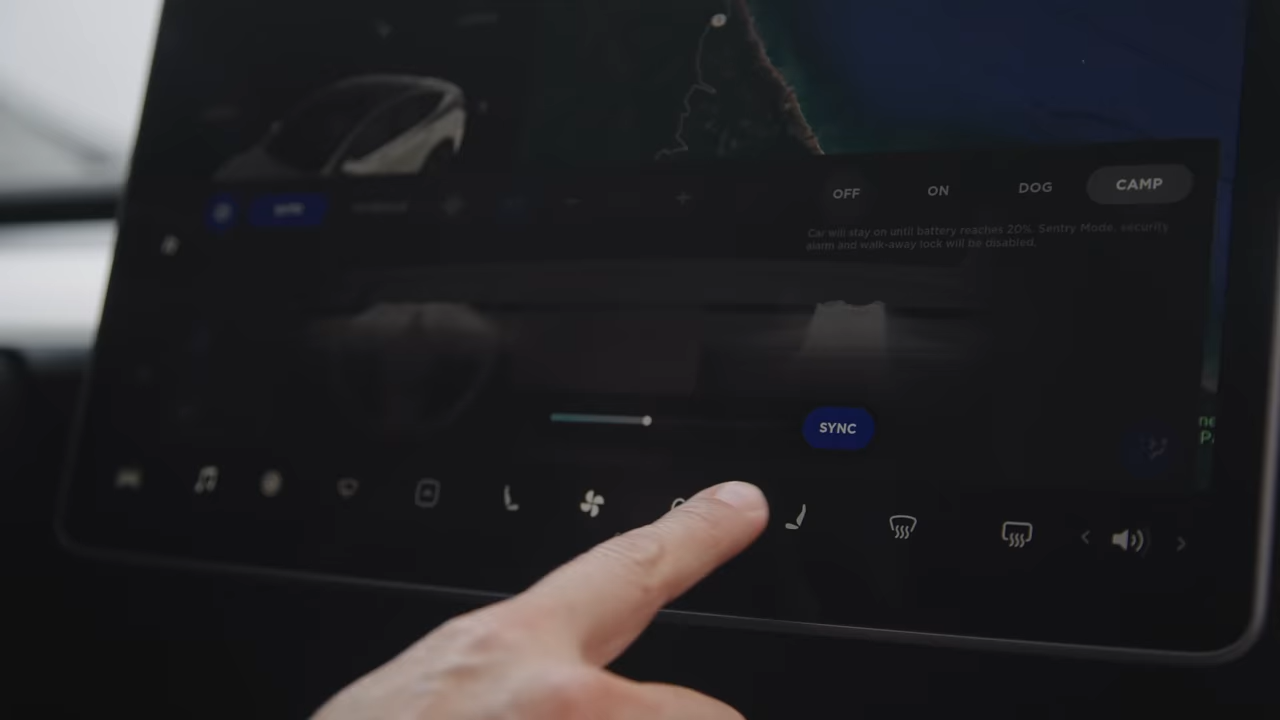 OFF ON DOG CAMP
Car will stay on until battery reaches 20%. Sentry Mode, security
alarm and walk-away lock will be disabled.
SYNC
SYNC